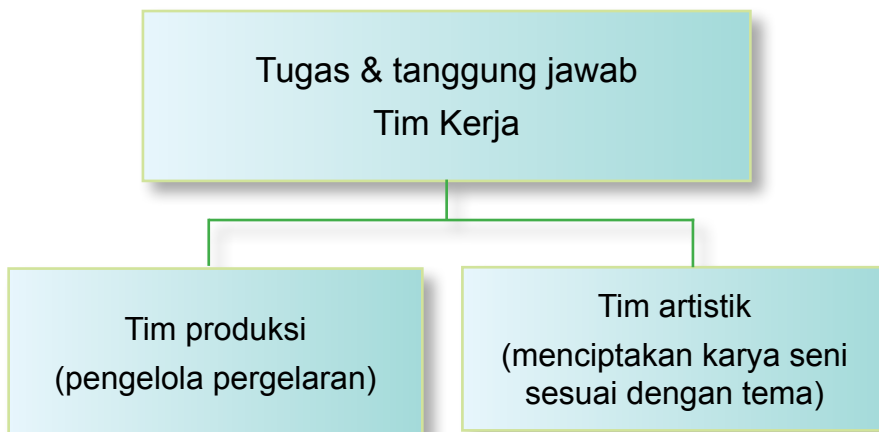 Tugas & tanggung jawab
Tim Kerja
Tim produksi
(pengelola pergelaran)
Tim artistik
(menciptakan karya seni
sesuai dengan tema)